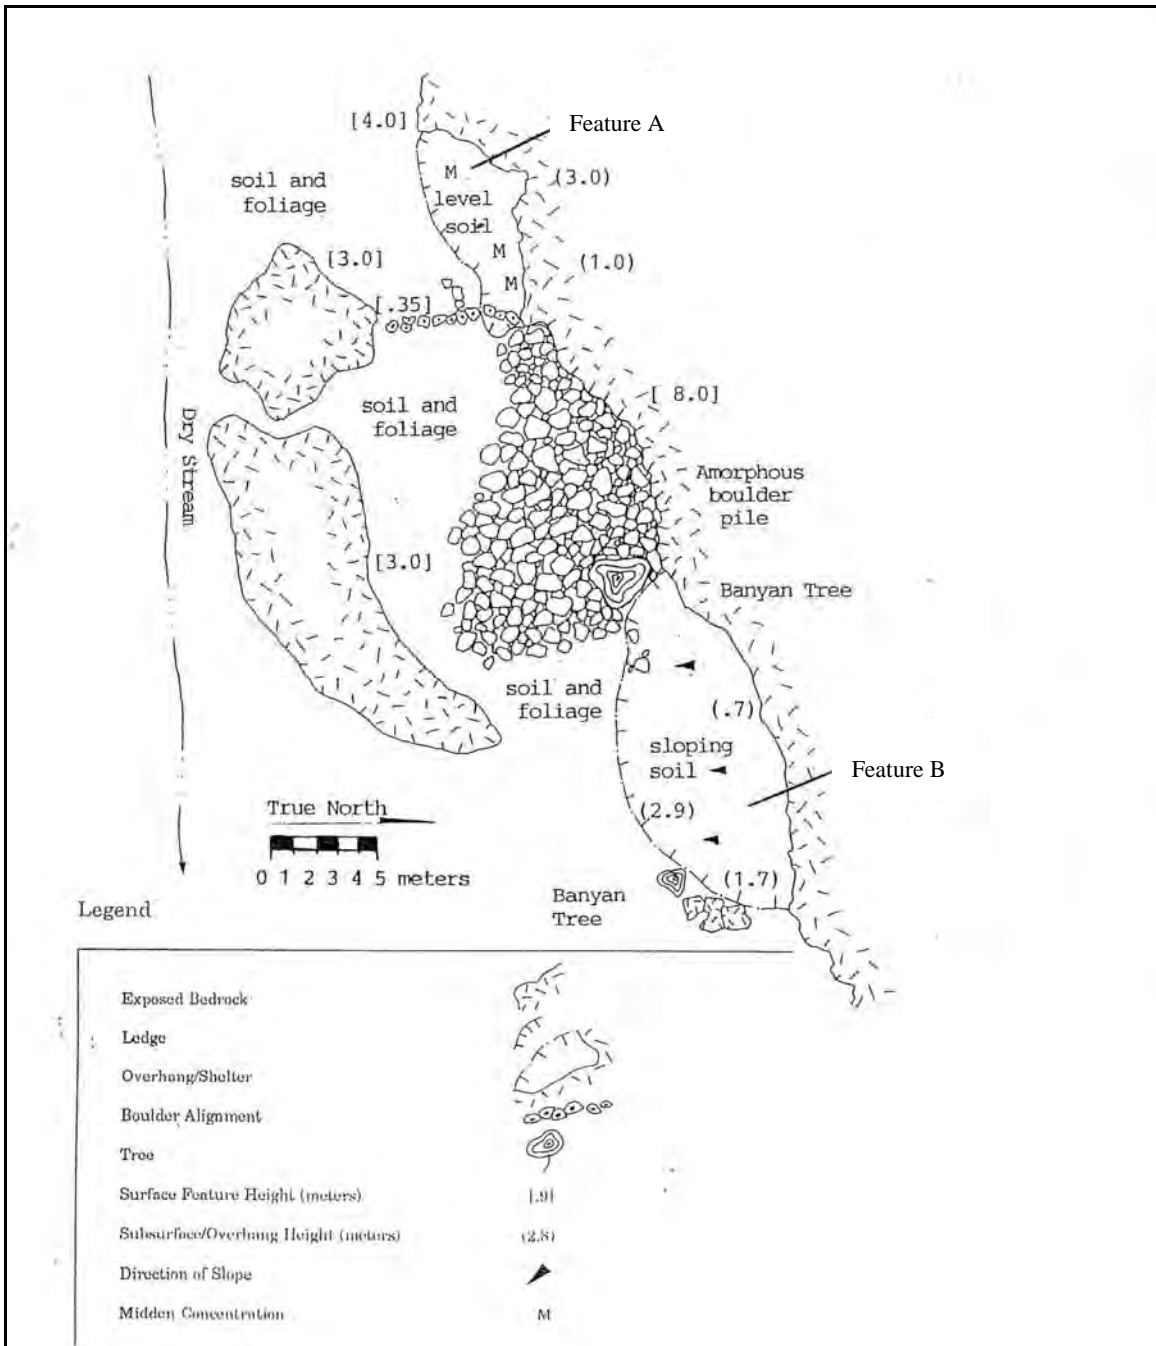 [4.0]
Feature A
M
(3.0)
soil and
foliage
level
soil
M
[3.0]
(1.0)
M
[.35]
[ 8.0]
soil and
foliage
Dry Stream
Amorphous
boulder
pile
[3.0]
Banyan Tree
soil and
foliage
(.7)
sloping
soil
Feature B
True North
(2.9)
0 1 2 3 4 5 meters
(1.7)
Banyan
Tree
Legend
Exposed Bedrock
Ledge
Overhang/Shelter
Boulder Alignment
Tree
Surface Feature Height (meters) [.9]
Subsurface/Overhang Height (meters) (2.8)
Direction of Slope
Midden Concentration M